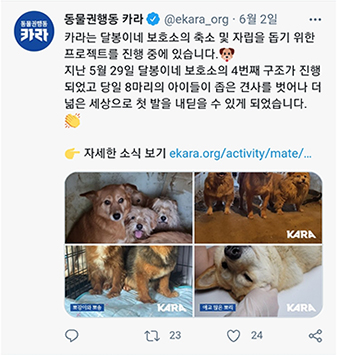 동물권행동
카라
동물권행동 카라 @ekara_org · 6월 2일
카라는 달봉이네 보호소의 축소 및 자립을 돕기 위한
프로젝트를 진행 중에 있습니다.🐶
지난 5월 29일 달봉이네 보호소의 4번째 구조가 진행
되었고 당일 8마리의 아이들이 좁은 견사를 벗어나 더
넓은 세상으로 첫 발을 내딛을 수 있게 되었습니다.
👏
👉 자세한 소식 보기 ekara.org/activity/mate/…
KARA
KARA
KARA
KARA
23
24